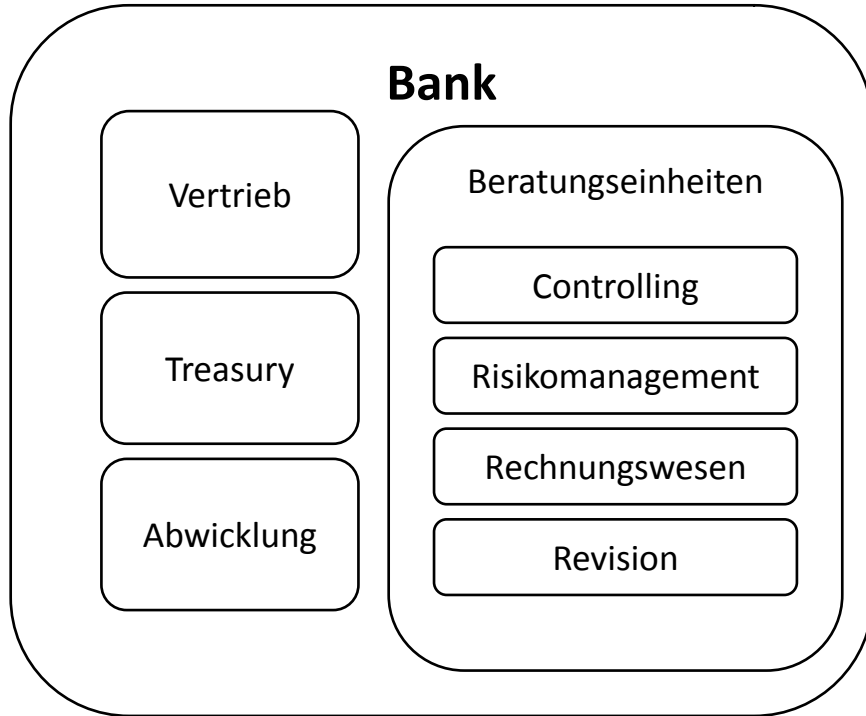 Bank
Vertrieb
Treasury
Abwicklung
Beratungseinheiten
Controlling
Risikomanagement
Rechnungswesen
Revision